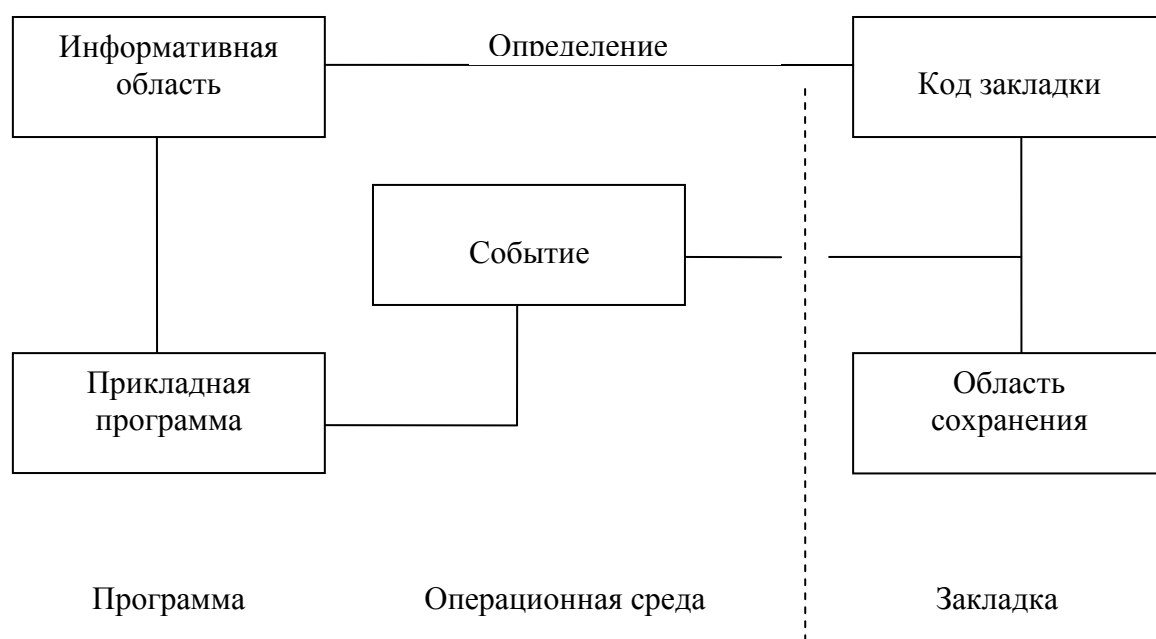 Информативная
область
Определение
Код закладки
Событие
Прикладная
программа
Область
сохранения
Программа
Операционная среда
Закладка